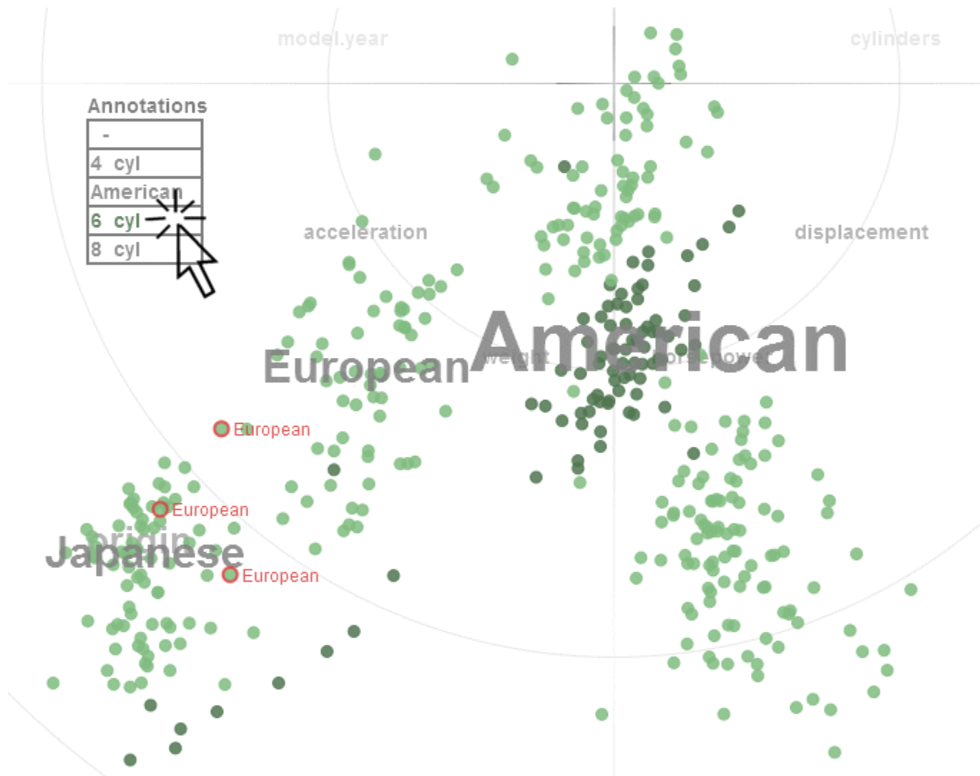 model.year
cylinders
Annotations
-
4 cyl
American
6 cyl
8 cyl
acceleration
displacement
American
weight
horsepower
European
European
European
origin
Japanese
European